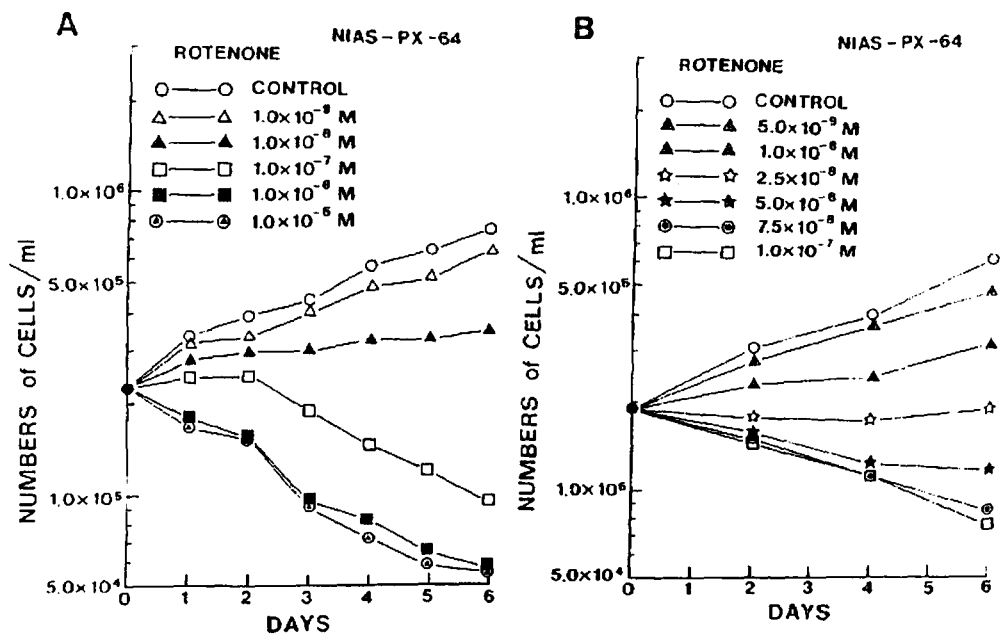 A
NIAS-PX-64
ROTENONE
CONTROL
1.0×10⁻⁹ M
1.0×10⁻⁸ M
1.0×10⁻⁷ M
1.0×10⁻⁶ M
1.0×10⁻⁵ M
NUMBERS of CELLS/ml
1.0×10⁶
5.0×10⁵
1.0×10⁵
5.0×10⁴
0 1 2 3 4 5 6
DAYS
B
NIAS-PX-64
ROTENONE
CONTROL
5.0×10⁻⁹ M
1.0×10⁻⁸ M
2.5×10⁻⁸ M
5.0×10⁻⁸ M
7.5×10⁻⁸ M
1.0×10⁻⁷ M
NUMBERS of CELLS/ml
1.0×10⁶
5.0×10⁵
1.0×10⁵
5.0×10⁴
0 1 2 3 4 5 6
DAYS